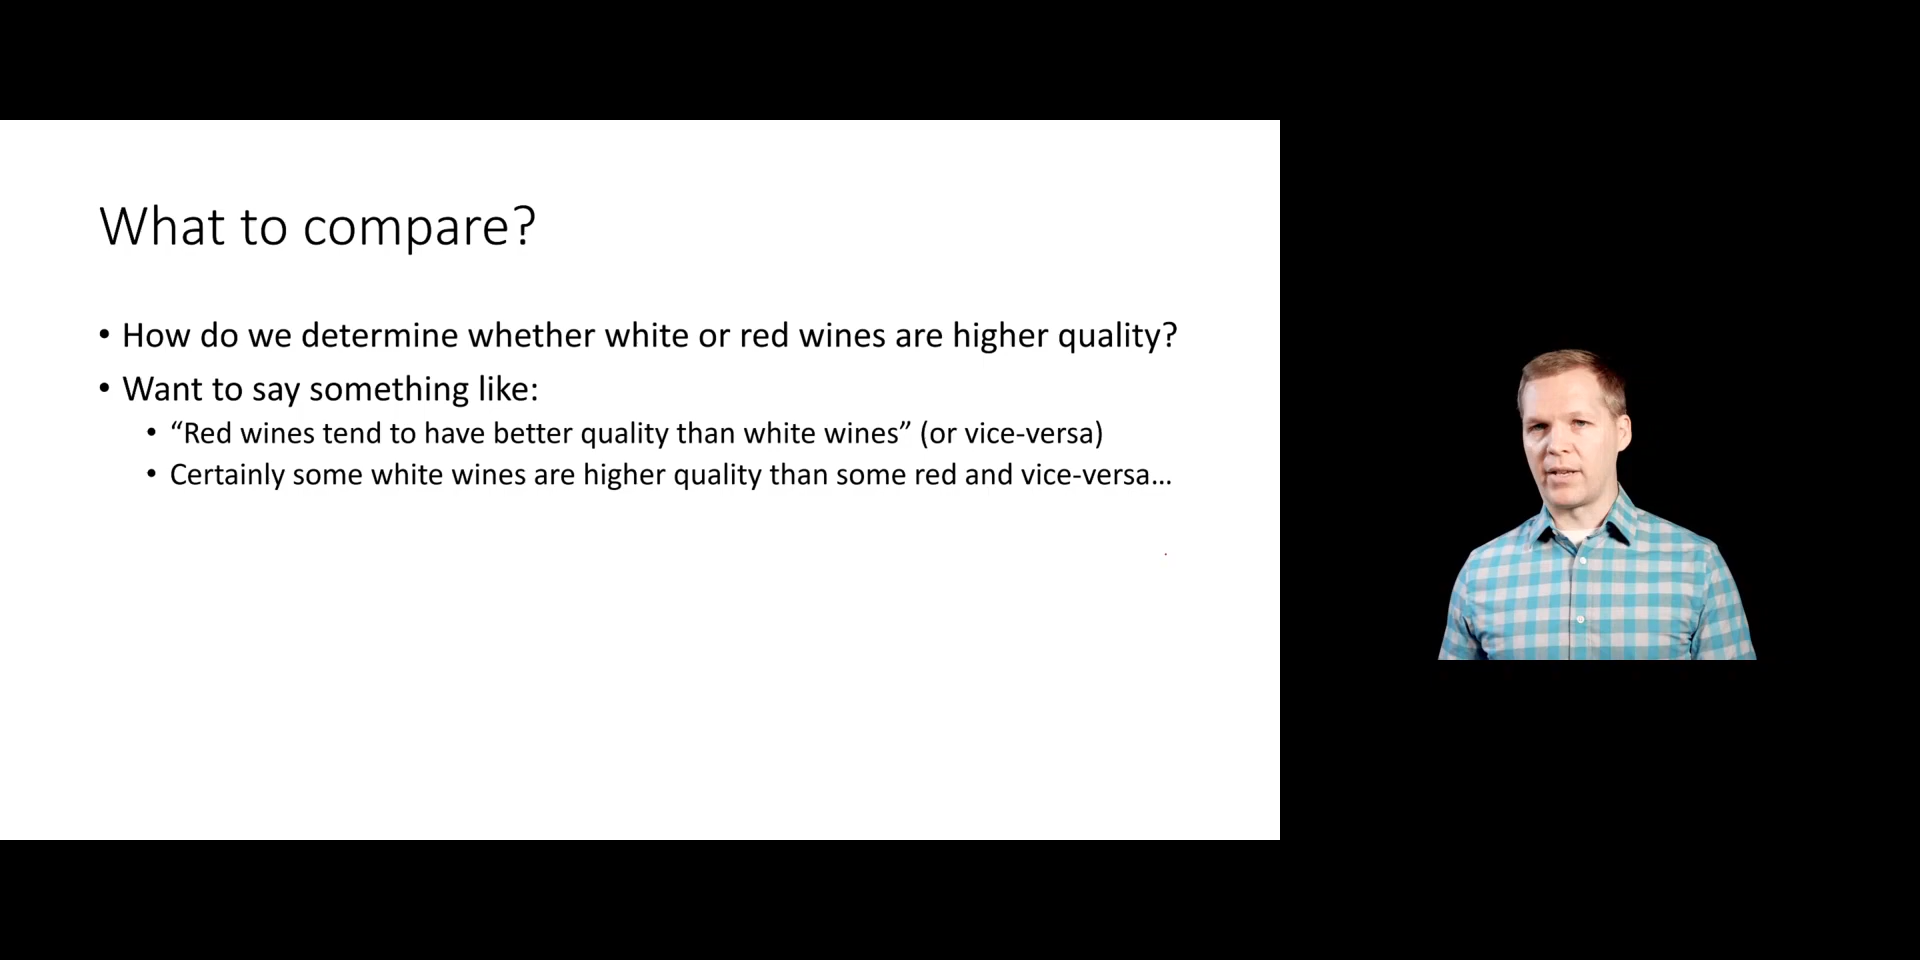 What to compare?
• How do we determine whether white or red wines are higher quality?
• Want to say something like:
• “Red wines tend to have better quality than white wines” (or vice-versa)
• Certainly some white wines are higher quality than some red and vice-versa…